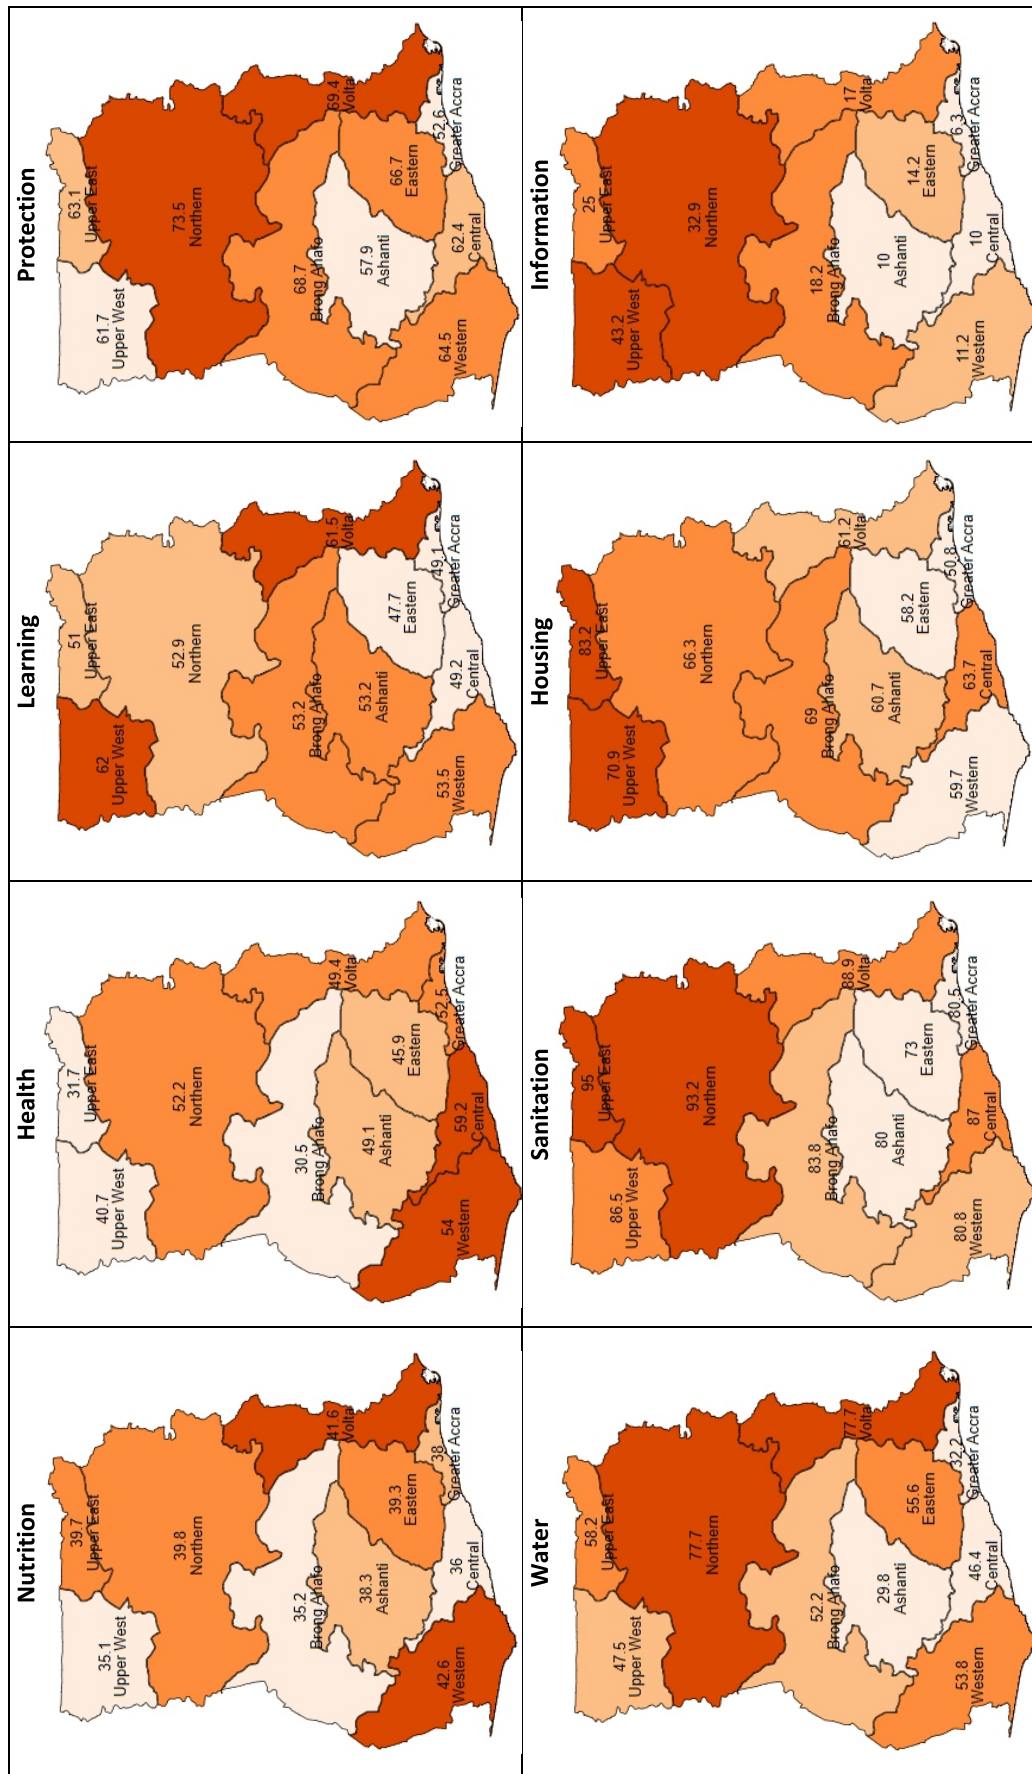 Nutrition
39.7
Upper East
35.1
Upper West
39.8
Northern
35.2
Brong Ahafo
41.6
Volta
38.3
Ashanti
39.3
Eastern
38
Greater Accra
36
Central
42.6
Western
Health
31.7
Upper East
40.7
Upper West
52.2
Northern
30.5
Brong Ahafo
49.4
Volta
49.1
Ashanti
45.9
Eastern
52.5
Greater Accra
59.2
Central
54
Western
Learning
51
Upper East
62
Upper West
52.9
Northern
53.2
Brong Ahafo
61.5
Volta
53.2
Ashanti
47.7
Eastern
49.1
Greater Accra
49.2
Central
53.5
Western
Protection
63.1
Upper East
61.7
Upper West
73.5
Northern
68.7
Brong Ahafo
69.4
Volta
57.9
Ashanti
66.7
Eastern
52.6
Greater Accra
62.4
Central
64.5
Western
Water
58.2
Upper East
47.5
Upper West
77.7
Northern
52.2
Brong Ahafo
77.7
Volta
29.8
Ashanti
55.6
Eastern
32.2
Greater Accra
46.4
Central
53.8
Western
Sanitation
95
Upper East
86.5
Upper West
93.2
Northern
83.8
Brong Ahafo
88.9
Volta
80
Ashanti
73
Eastern
80.5
Greater Accra
87
Central
80.8
Western
Housing
83.2
Upper East
70.9
Upper West
66.3
Northern
69
Brong Ahafo
61.2
Volta
60.7
Ashanti
58.2
Eastern
50.8
Greater Accra
63.7
Central
59.7
Western
Information
25
Upper East
43.2
Upper West
32.9
Northern
18.2
Brong Ahafo
17
Volta
10
Ashanti
14.2
Eastern
6.3
Greater Accra
10
Central
11.2
Western